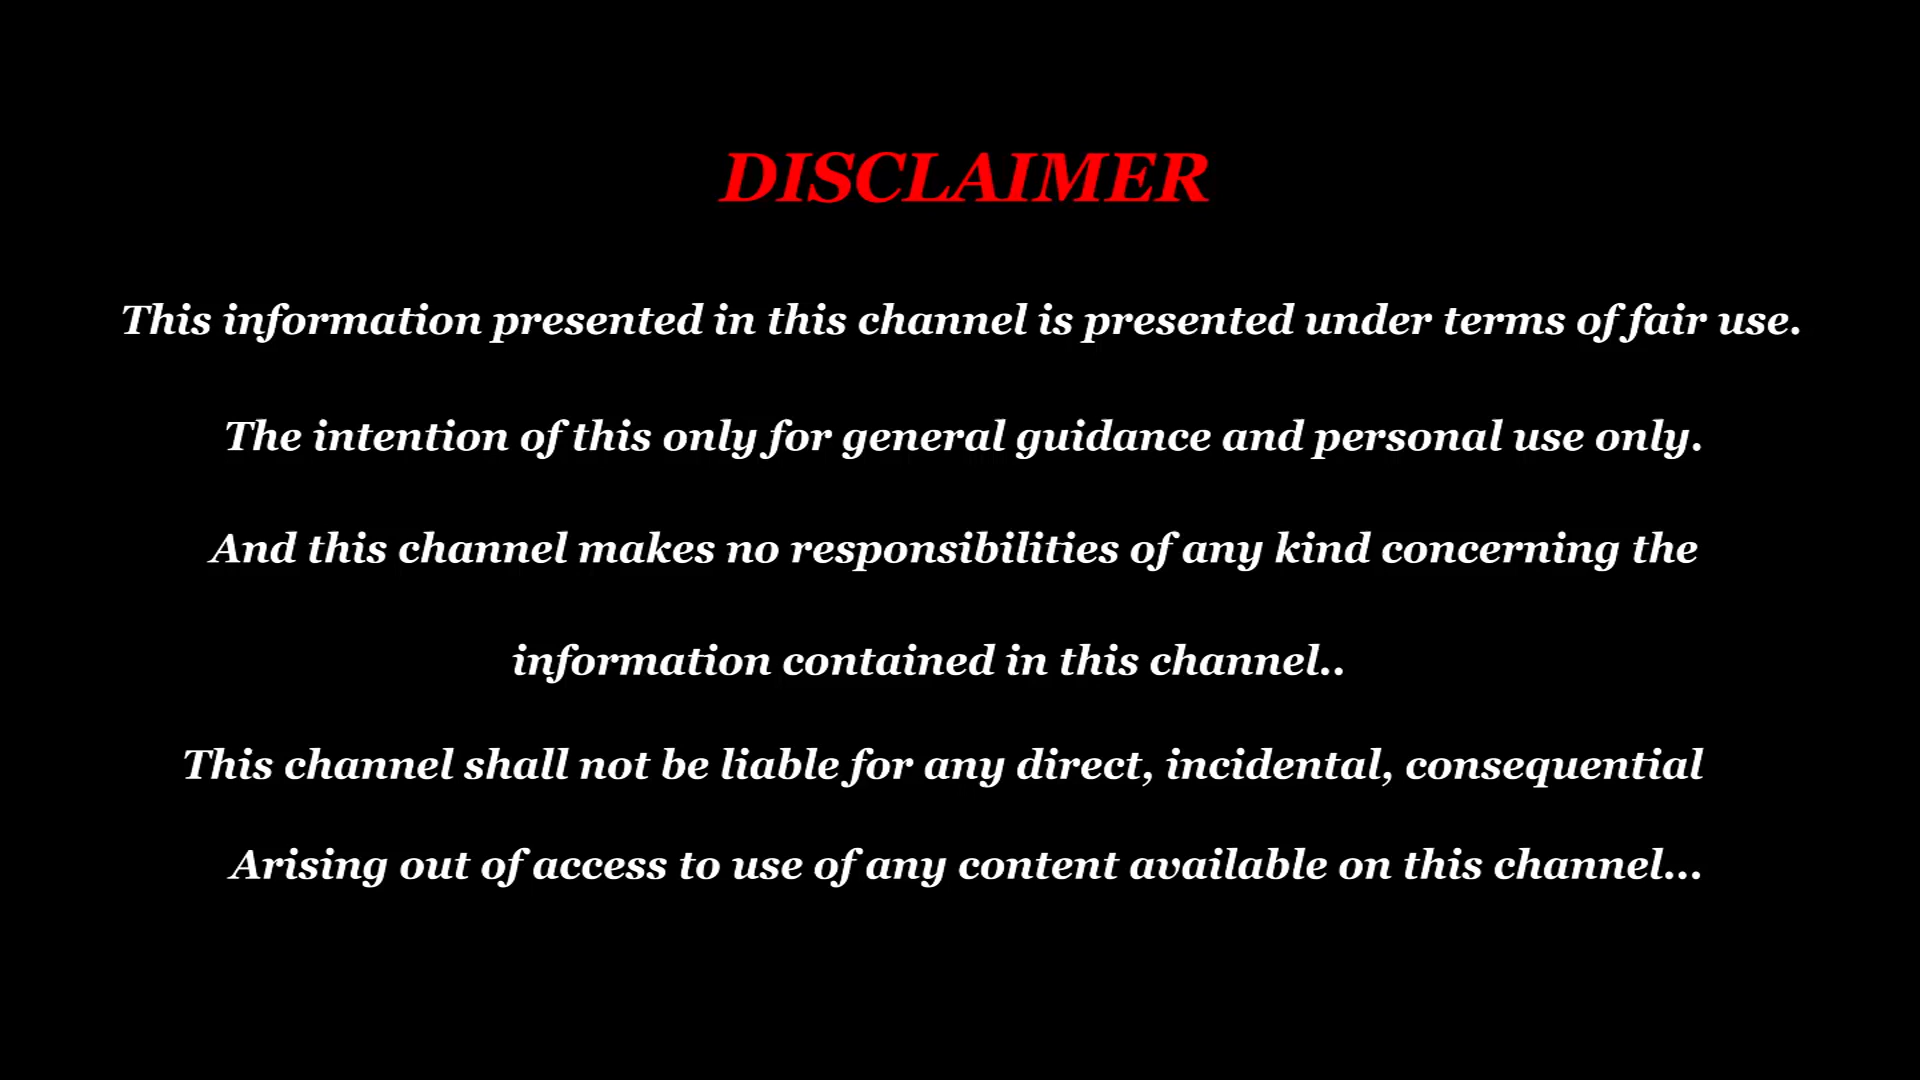 DISCLAIMER
This information presented in this channel is presented under terms of fair use.
The intention of this only for general guidance and personal use only.
And this channel makes no responsibilities of any kind concerning the
information contained in this channel..
This channel shall not be liable for any direct, incidental, consequential
Arising out of access to use of any content available on this channel...